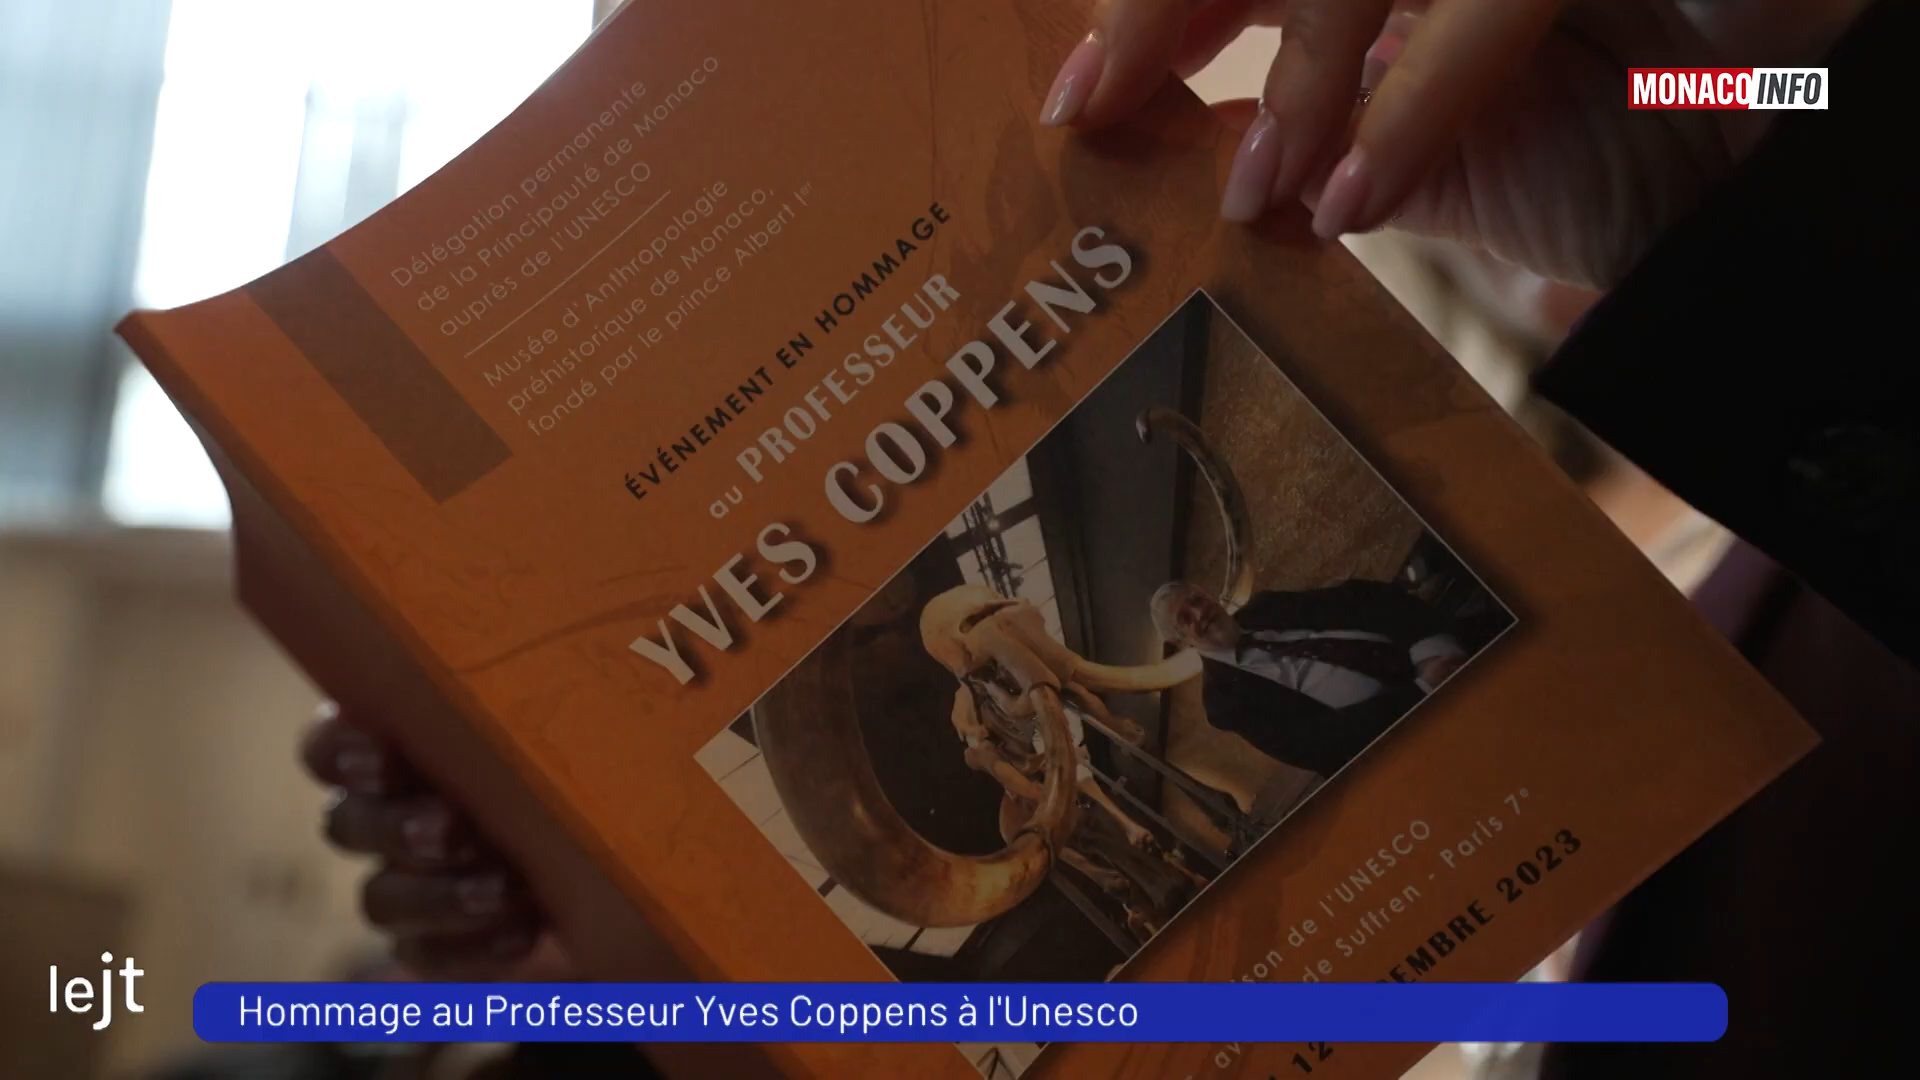 MONACOINFO
Délégation permanente
de la Principauté de Monaco
auprès de l'UNESCO
Musée d'Anthropologie
préhistorique de Monaco,
fondé par le prince Albert Ier
ÉVÉNEMENT EN HOMMAGE
au PROFESSEUR
YVES COPPENS
de l'UNESCO
de Suffren - Paris 7e
12 2023
lejt
Hommage au Professeur Yves Coppens à l'Unesco